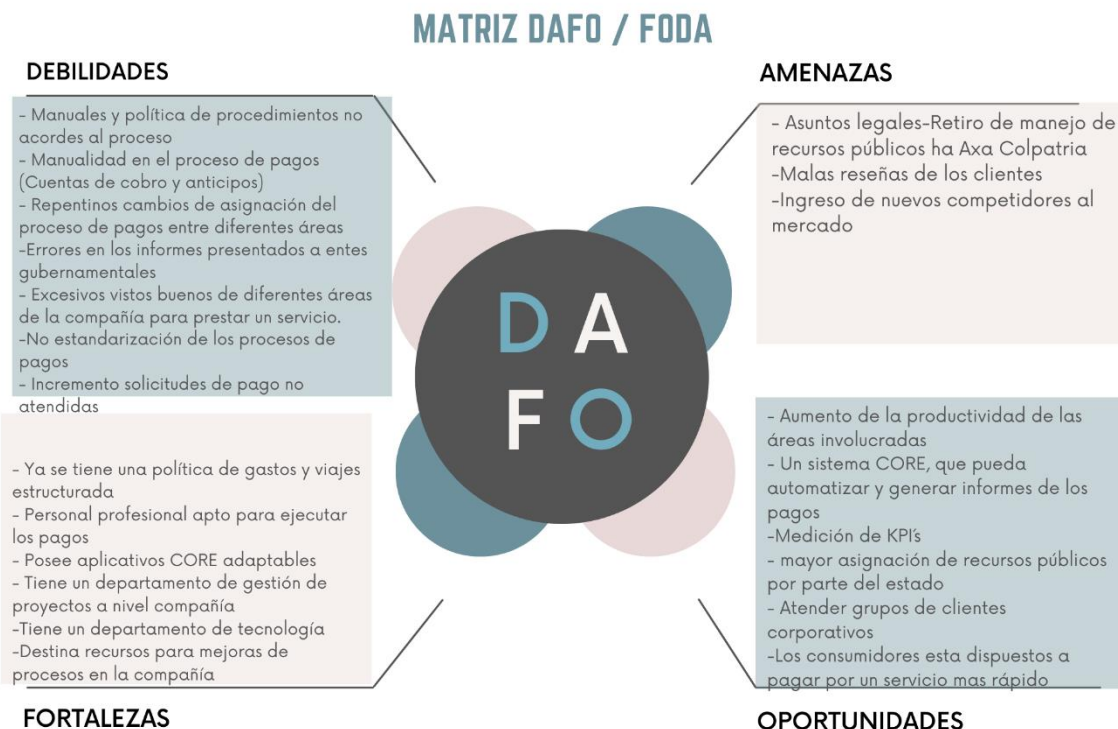 MATRIZ DAFO / FODA
DEBILIDADES
- Manuales y política de procedimientos no
acordes al proceso
- Manualidad en el proceso de pagos
(Cuentas de cobro y anticipos)
- Repentinos cambios de asignación del
proceso de pagos entre diferentes áreas
-Errores en los informes presentados a entes
gubernamentales
- Excesivos vistos buenos de diferentes áreas
de la compañía para prestar un servicio.
-No estandarización de los procesos de
pagos
- Incremento solicitudes de pago no
atendidas
AMENAZAS
- Asuntos legales-Retiro de manejo de
recursos públicos ha Axa Colpatria
-Malas reseñas de los clientes
-Ingreso de nuevos competidores al
mercado
D A
F O
- Ya se tiene una política de gastos y viajes
estructurada
- Personal profesional apto para ejecutar
los pagos
- Posee aplicativos CORE adaptables
- Tiene un departamento de gestión de
proyectos a nivel compañía
-Tiene un departamento de tecnología
-Destina recursos para mejoras de
procesos en la compañía
FORTALEZAS
- Aumento de la productividad de las
áreas involucradas
- Un sistema CORE, que pueda
automatizar y generar informes de los
pagos
-Medición de KPI's
- mayor asignación de recursos públicos
por parte del estado
- Atender grupos de clientes
corporativos
-Los consumidores esta dispuestos a
pagar por un servicio mas rápido
OPORTUNIDADES